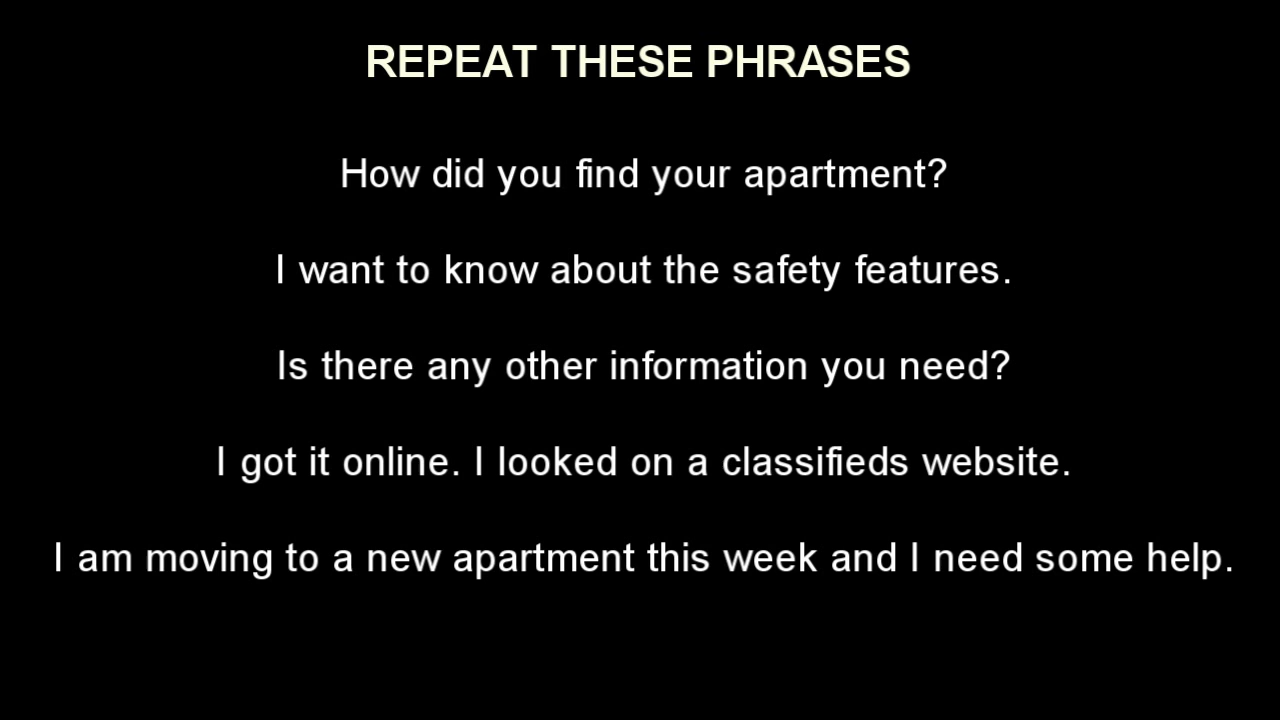 REPEAT THESE PHRASES
How did you find your apartment?
I want to know about the safety features.
Is there any other information you need?
I got it online. I looked on a classifieds website.
I am moving to a new apartment this week and I need some help.